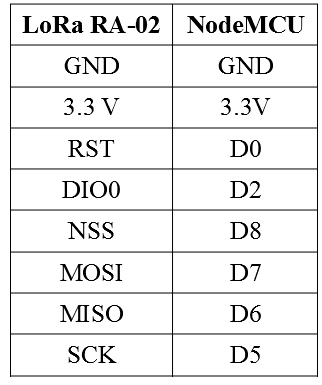 LoRa RA-02 NodeMCU
GND GND
3.3 V 3.3V
RST D0
DIO0 D2
NSS D8
MOSI D7
MISO D6
SCK D5